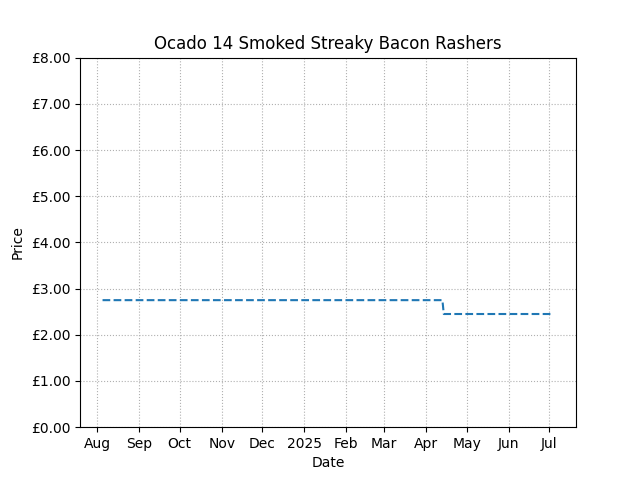 Ocado 14 Smoked Streaky Bacon Rashers
£8.00
£7.00
£6.00
£5.00
£4.00
£3.00
£2.00
£1.00
£0.00
Price
Aug Sep Oct Nov Dec 2025 Feb Mar Apr May Jun Jul
Date